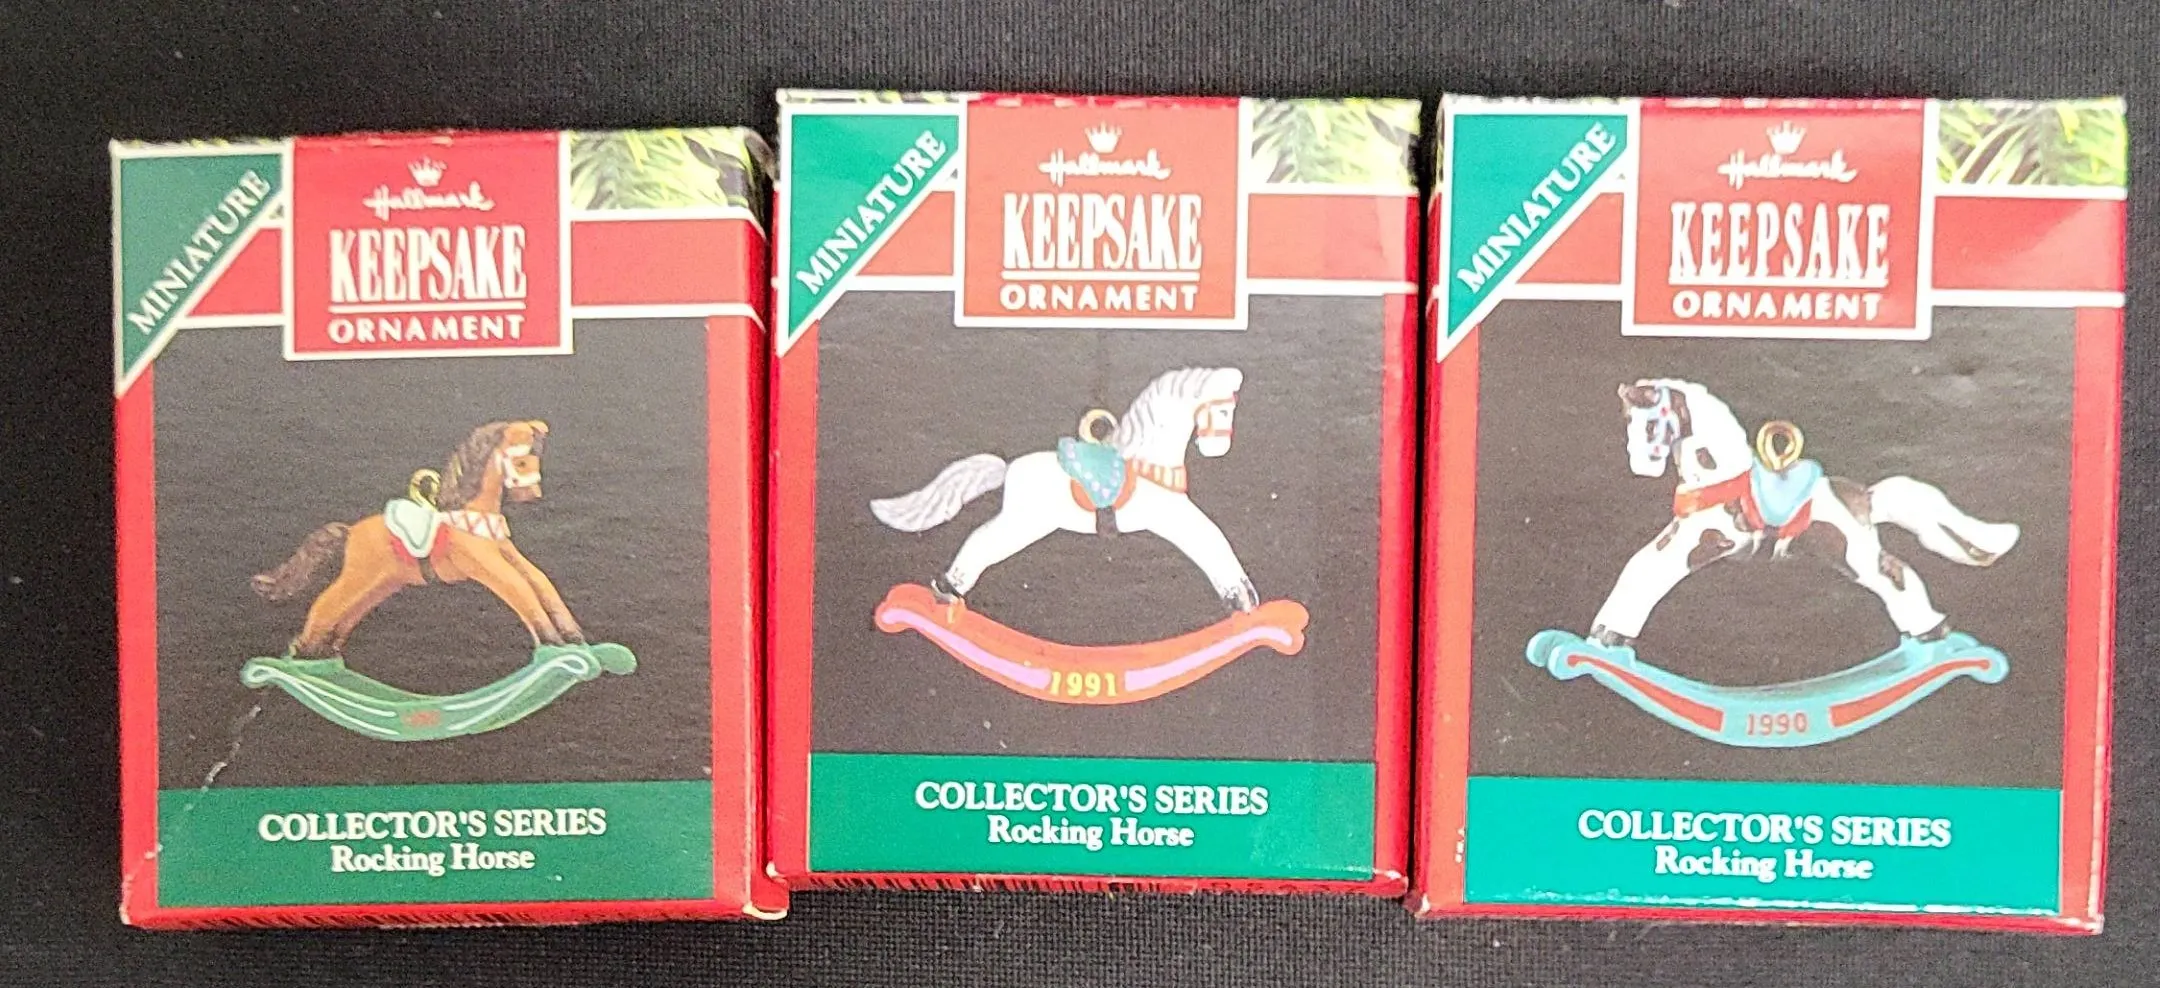 MINIATURE
Hallmark
KEEPSAKE
ORNAMENT
COLLECTOR'S SERIES
Rocking Horse
MINIATURE
Hallmark
KEEPSAKE
ORNAMENT
1991
COLLECTOR'S SERIES
Rocking Horse
MINIATURE
Hallmark
KEEPSAKE
ORNAMENT
1990
COLLECTOR'S SERIES
Rocking Horse